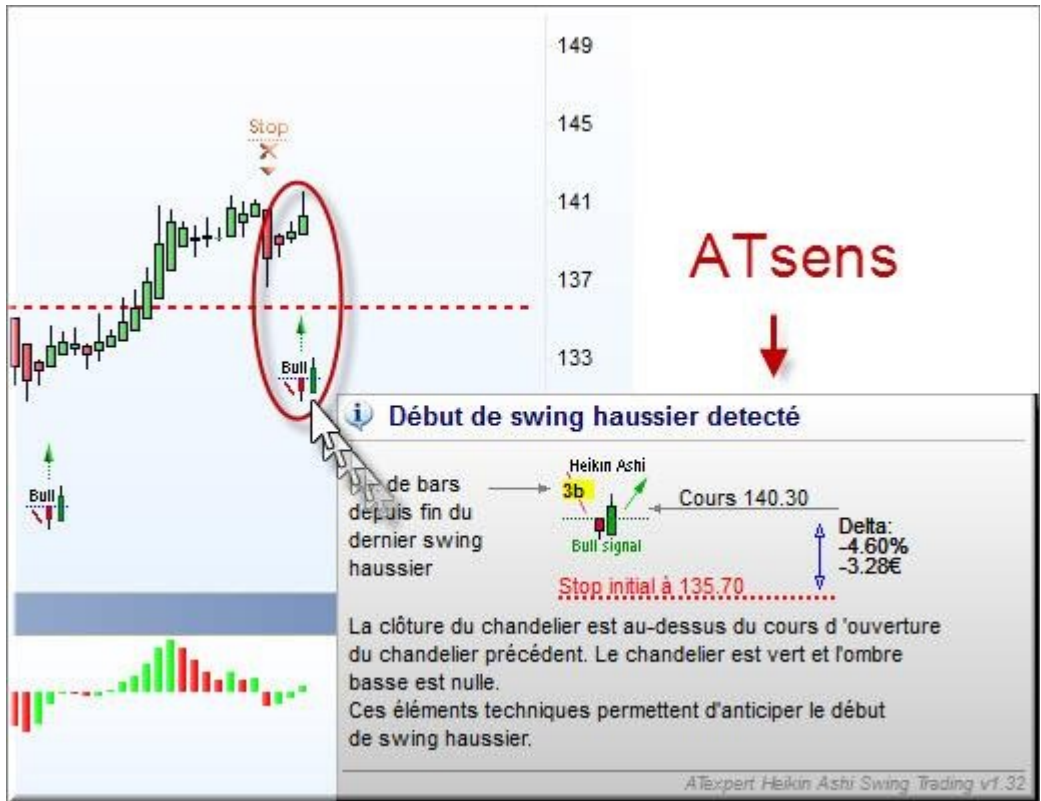 149
Stop
145
141
ATsens
137
133
Bull
Début de swing haussier detecté
Heikin Ashi
de bars
3b
Cours 140.30
Bull
depuis fin du
dernier swing
haussier
Bull signal
Delta:
-4.60%
-3.28€
Stop initial à 135.70
La clôture du chandelier est au-dessus du cours d 'ouverture
du chandelier précédent. Le chandelier est vert et l'ombre
basse est nulle.
Ces éléments techniques permettent d'anticiper le début
de swing haussier.
ATexpert Heikin Ashi Swing Trading v1.32